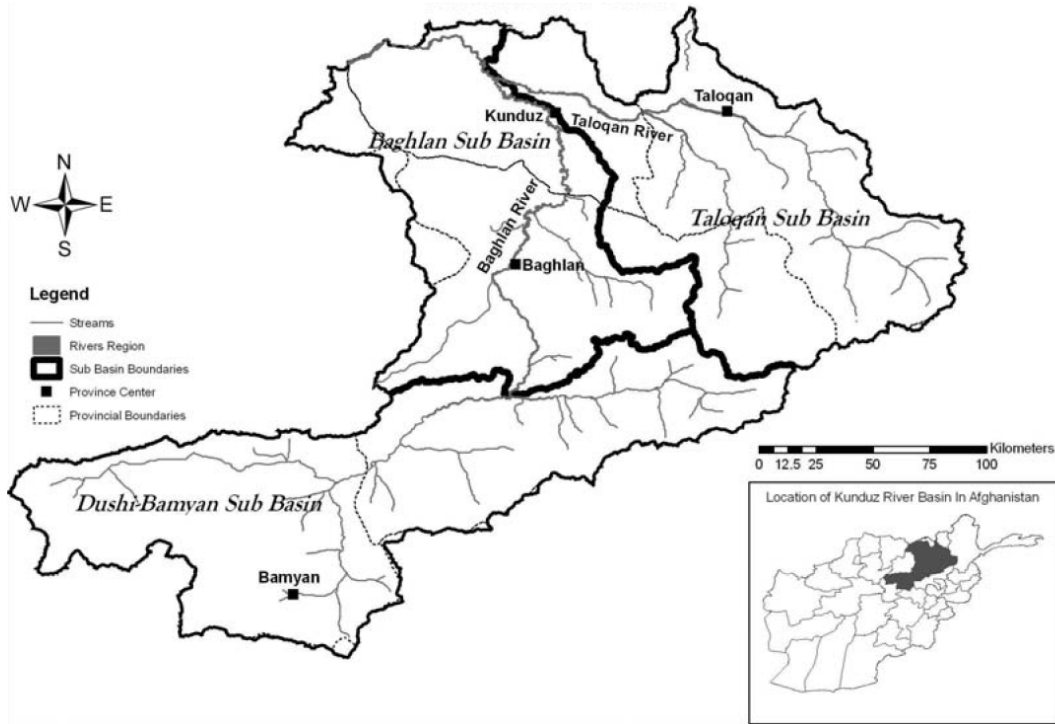 Taloqan
Kunduz
Taloqan River
Baghlan Sub Basin
N
W E
S
Baghlan River
Taloqan Sub Basin
Baghlan
Legend
Streams
Rivers Region
Sub Basin Boundaries
Province Center
Provincial Boundaries
Kilometers
0 12.5 25 50 75 100
Dushi-Bamyan Sub Basin
Bamyan
Location of Kunduz River Basin In Afghanistan